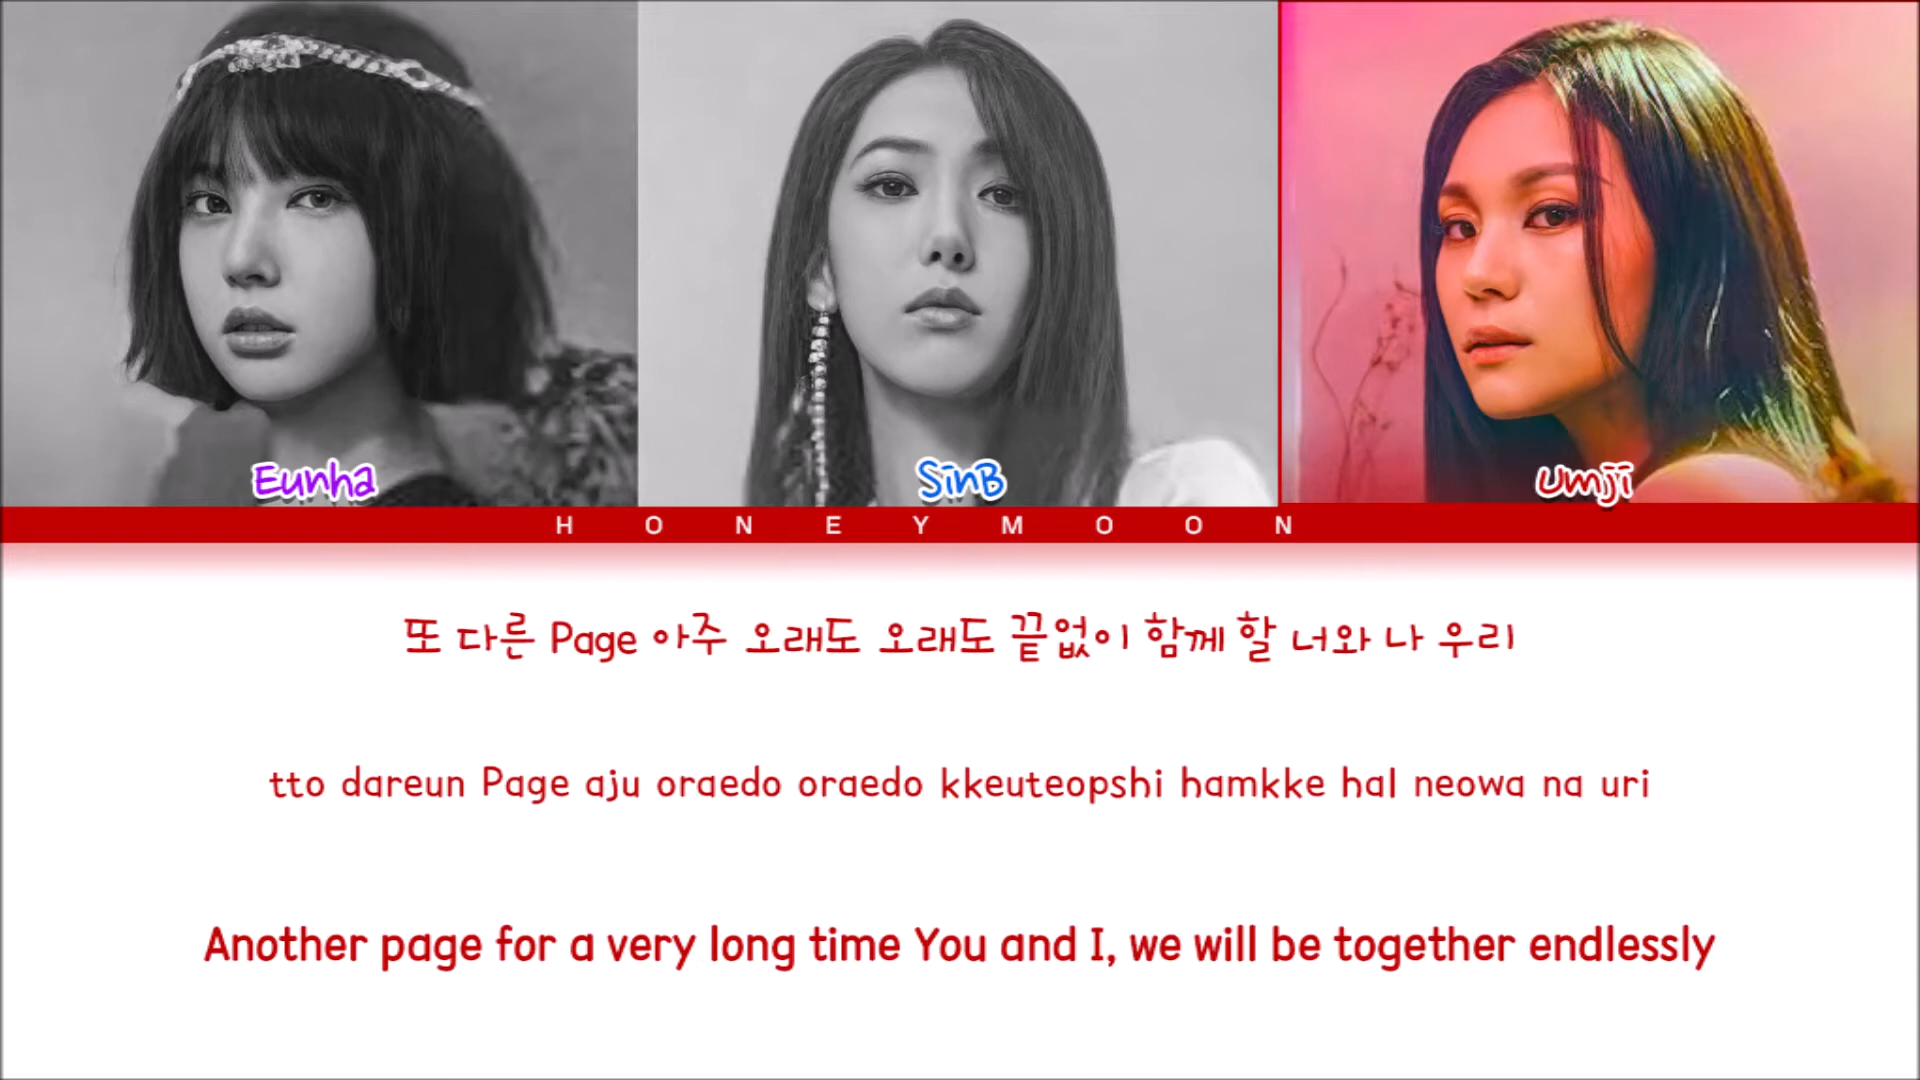 Eunha
SinB
Umji
HONEYMOON
또 다른 Page 아주 오래도 오래도 끝없이 함께 할 너와 나 우리
tto dareun Page aju oraedo oraedo kkeuteopshi hamkke hal neowa na uri
Another page for a very long time You and I, we will be together endlessly